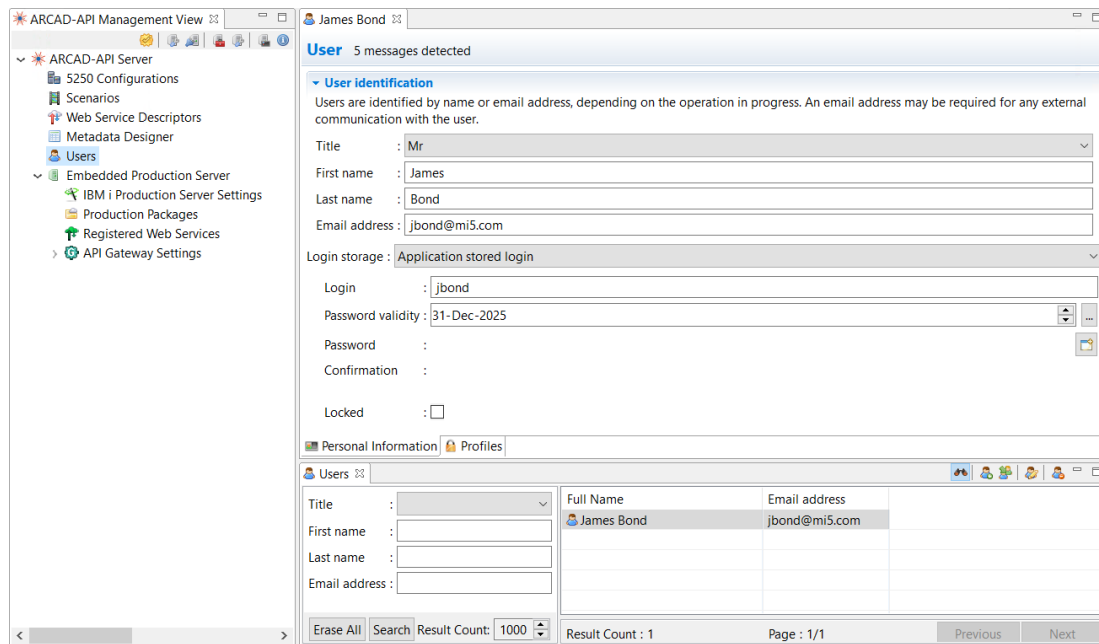 ARCAD-API Management View
ARCAD-API Server
5250 Configurations
Scenarios
Web Service Descriptors
Metadata Designer
Users
Embedded Production Server
IBM i Production Server Settings
Production Packages
Registered Web Services
API Gateway Settings
James Bond
User 5 messages detected
User identification
Users are identified by name or email address, depending on the operation in progress. An email address may be required for any external
communication with the user.
Title : Mr
First name : James
Last name : Bond
Email address : jbond@mi5.com
Login storage : Application stored login
Login : jbond
Password validity : 31-Dec-2025 ...
Password :
Confirmation :
Locked :
Personal Information Profiles
Users
Title :
First name :
Last name :
Email address :
Erase All Search Result Count: 1000
Full Name Email address
James Bond jbond@mi5.com
Result Count : 1 Page : 1/1 Previous Next